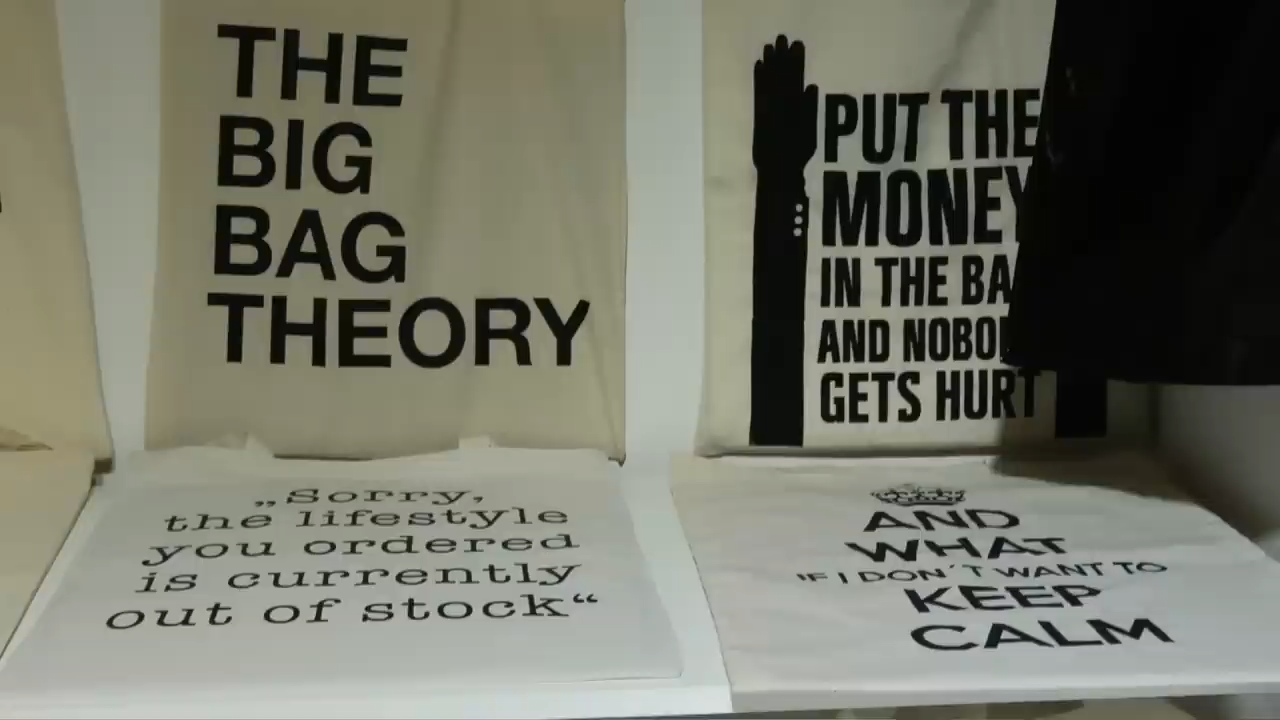 THE
BIG
BAG
THEORY
PUT THE
MONEY
IN THE
AND
GETS HURT
„Sorry,
the lifestyle
you ordered
is currently
out of stock“
AND
WHAT
IF I DON´T WANT TO
KEEP
CALM